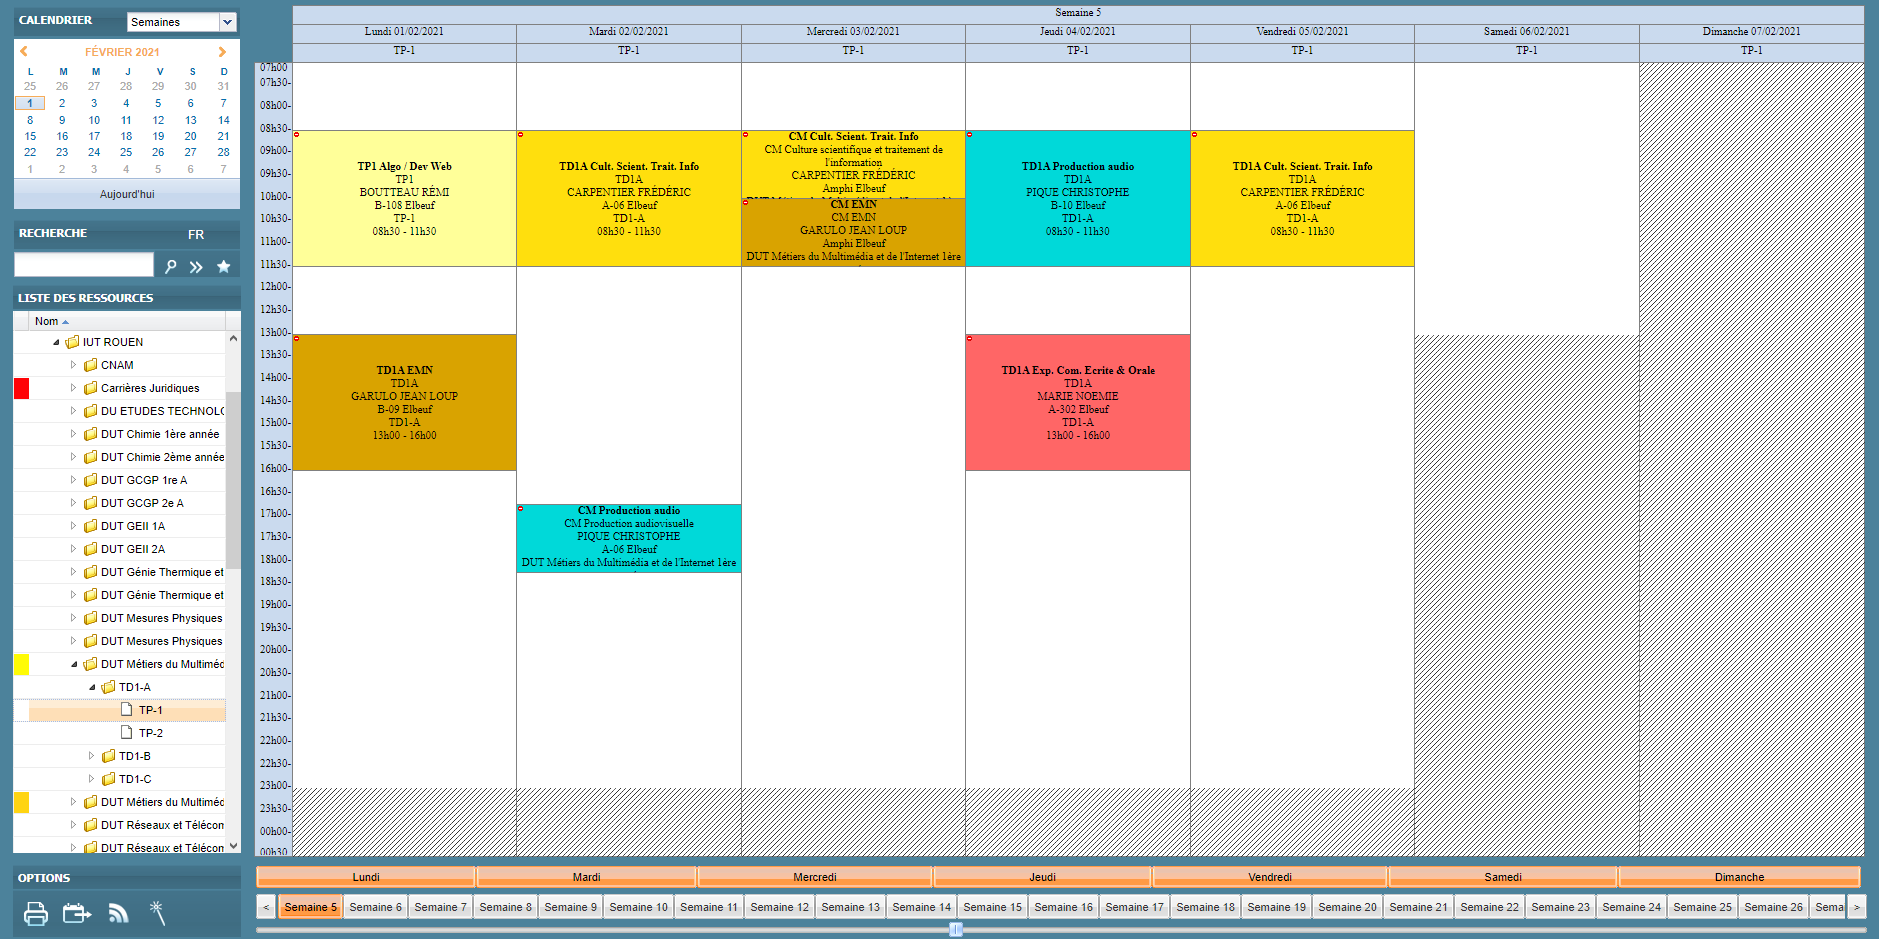 CALENDRIER
Semaines
FÉVRIER 2021
L M M J V S D
25 26 27 28 29 30 31
1 2 3 4 5 6 7
8 9 10 11 12 13 14
15 16 17 18 19 20 21
22 23 24 25 26 27 28
1 2 3 4 5 6 7
Aujourd'hui
RECHERCHE FR
LISTE DES RESSOURCES
Nom
IUT ROUEN
CNAM
Carrières Juridiques
DU ETUDES TECHNOLO
DUT Chimie 1ère année
DUT Chimie 2ème année
DUT GCGP 1re A
DUT GCGP 2e A
DUT GEII 1A
DUT GEII 2A
DUT Génie Thermique et
DUT Génie Thermique et
DUT Mesures Physiques
DUT Mesures Physiques
DUT Métiers du Multiméd
TD1-A
TP-1
TP-2
TD1-B
TD1-C
DUT Métiers du Multiméd
DUT Réseaux et Télécom
DUT Réseaux et Télécom
OPTIONS
Semaine 5
Lundi 01/02/2021 Mardi 02/02/2021 Mercredi 03/02/2021 Jeudi 04/02/2021 Vendredi 05/02/2021 Samedi 06/02/2021 Dimanche 07/02/2021
TP-1 TP-1 TP-1 TP-1 TP-1 TP-1 TP-1
07h00
07h30-
08h00-
08h30-
09h00-
09h30-
10h00-
10h30-
11h00-
11h30-
12h00-
12h30-
13h00-
13h30-
14h00-
14h30-
15h00-
15h30-
16h00-
16h30-
17h00-
17h30-
18h00-
18h30-
19h00-
19h30-
20h00-
20h30-
21h00-
21h30-
22h00-
22h30-
23h00-
23h30-
00h00-
00h30
TP1 Algo / Dev Web
TP1
BOUTTEAU RÉMI
B-108 Elbeuf
TP-1
08h30 - 11h30
TD1A EMN
TD1A
GARULO JEAN LOUP
B-09 Elbeuf
TD1-A
13h00 - 16h00
TD1A Cult. Scient. Trait. Info
TD1A
CARPENTIER FRÉDÉRIC
A-06 Elbeuf
TD1-A
08h30 - 11h30
CM Production audio
CM Production audiovisuelle
PIQUE CHRISTOPHE
A-06 Elbeuf
DUT Métiers du Multimédia et de l'Internet 1ère
CM Cult. Scient. Trait. Info
CM Culture scientifique et traitement de
l'information
CARPENTIER FRÉDÉRIC
Amphi Elbeuf
DUT Métiers du Multimédia et de l'Internet 1ère
CM EMN
CM EMN
GARULO JEAN LOUP
Amphi Elbeuf
DUT Métiers du Multimédia et de l'Internet 1ère
TD1A Production audio
TD1A
PIQUE CHRISTOPHE
B-10 Elbeuf
TD1-A
08h30 - 11h30
TD1A Exp. Com. Ecrite & Orale
TD1A
MARIE NOEMIE
A-302 Elbeuf
TD1-A
13h00 - 16h00
TD1A Cult. Scient. Trait. Info
TD1A
CARPENTIER FRÉDÉRIC
A-06 Elbeuf
TD1-A
08h30 - 11h30
Lundi Mardi Mercredi Jeudi Vendredi Samedi Dimanche
< Semaine 5 Semaine 6 Semaine 7 Semaine 8 Semaine 9 Semaine 10 Semaine 11 Semaine 12 Semaine 13 Semaine 14 Semaine 15 Semaine 16 Semaine 17 Semaine 18 Semaine 19 Semaine 20 Semaine 21 Semaine 22 Semaine 23 Semaine 24 Semaine 25 Semaine 26 Sema >